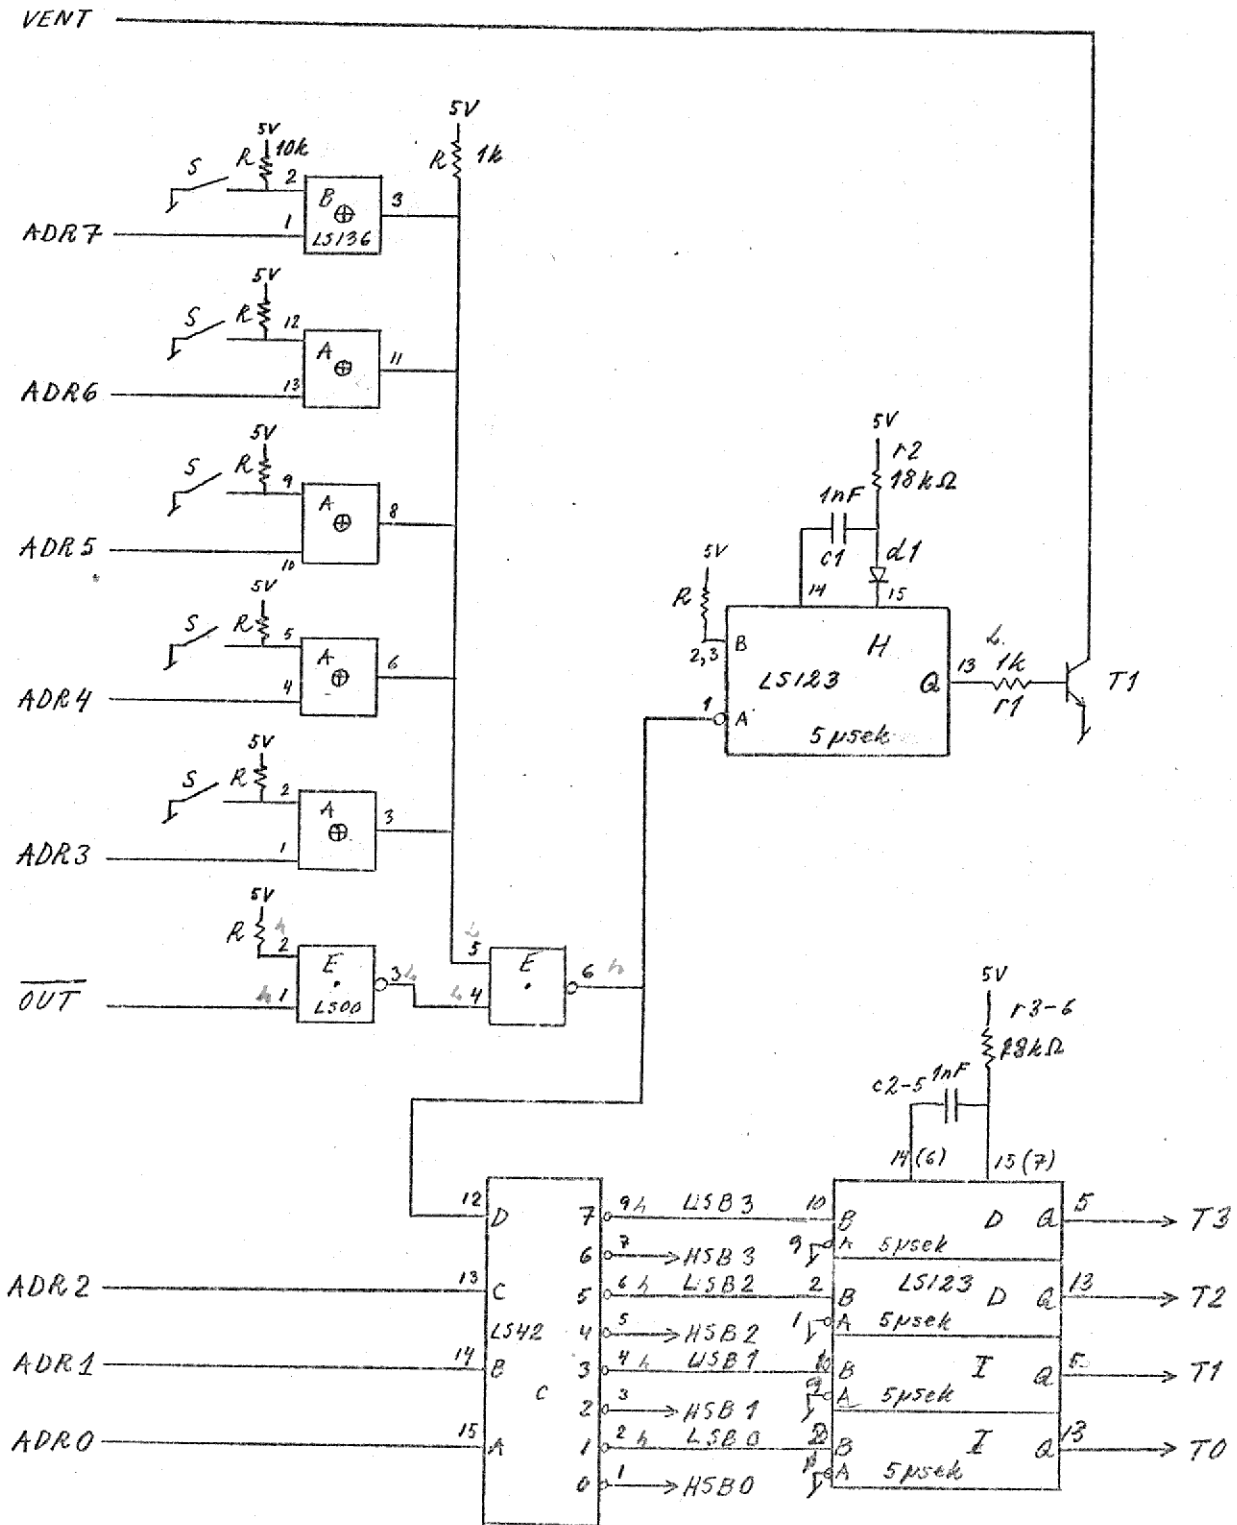 VENT
5V
5V
10k
S
R
R
1k
2
B
⊕
3
1
LS136
ADR7
5V
S
R
12
A
⊕
11
13
ADR6
5V
S
R
9
A
⊕
8
10
ADR5
5V
S
R
5
A
⊕
6
4
ADR4
5V
S
R
2
A
⊕
3
1
ADR3
5V
R
h
2
E
3
1
LS00
OUT
5
E
6
h
4
5V
r2
18kΩ
1nF
c1
d1
14
15
5V
R
B
2,3
H
LS123
Q
13
1k
r1
T1
1
A
5µsek
5V
r3-6
28kΩ
c2-5
1nF
14(6)
15(7)
12
D
7
9
h
LSB3
10
B
D
Q
5
T3
9
A
5µsek
6
7
HSB3
ADR2
13
C
5
6
h
LSB2
2
B
LS123
D
Q
13
T2
1
A
5µsek
LS42
4
5
HSB2
ADR1
14
B
3
4
h
LSB1
B
I
Q
5
T1
A
5µsek
C
2
3
HSB1
ADR0
15
A
1
2
h
LSB0
B
I
Q
13
T0
A
5µsek
0
1
HSB0